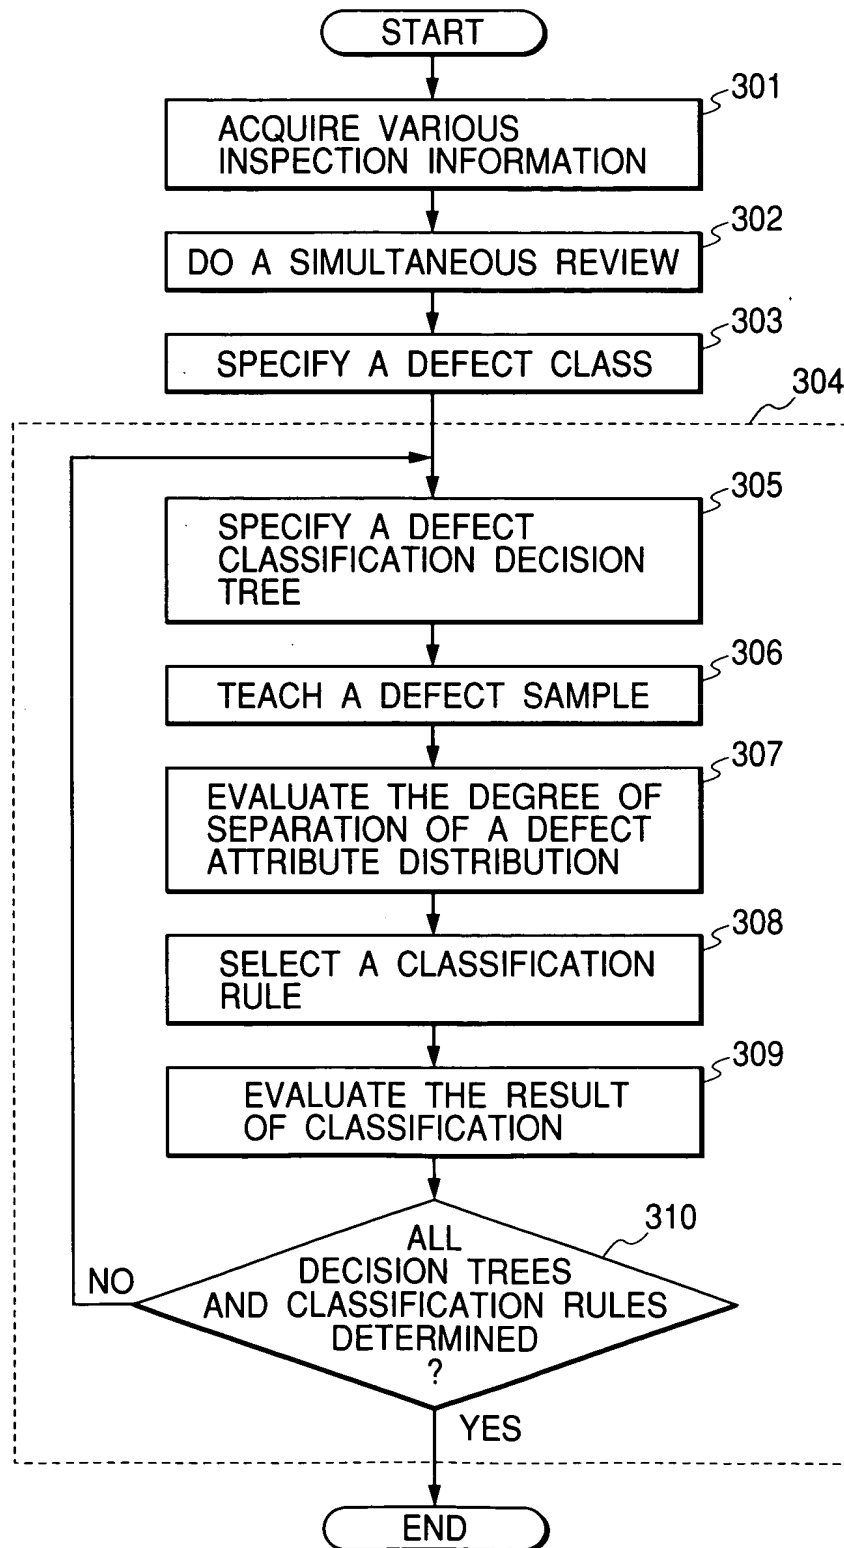 START
301
ACQUIRE VARIOUS
INSPECTION INFORMATION
302
DO A SIMULTANEOUS REVIEW
303
SPECIFY A DEFECT CLASS
304
305
SPECIFY A DEFECT
CLASSIFICATION DECISION
TREE
306
TEACH A DEFECT SAMPLE
307
EVALUATE THE DEGREE OF
SEPARATION OF A DEFECT
ATTRIBUTE DISTRIBUTION
308
SELECT A CLASSIFICATION
RULE
309
EVALUATE THE RESULT
OF CLASSIFICATION
310
ALL
DECISION TREES
AND CLASSIFICATION RULES
DETERMINED
?
NO
YES
END